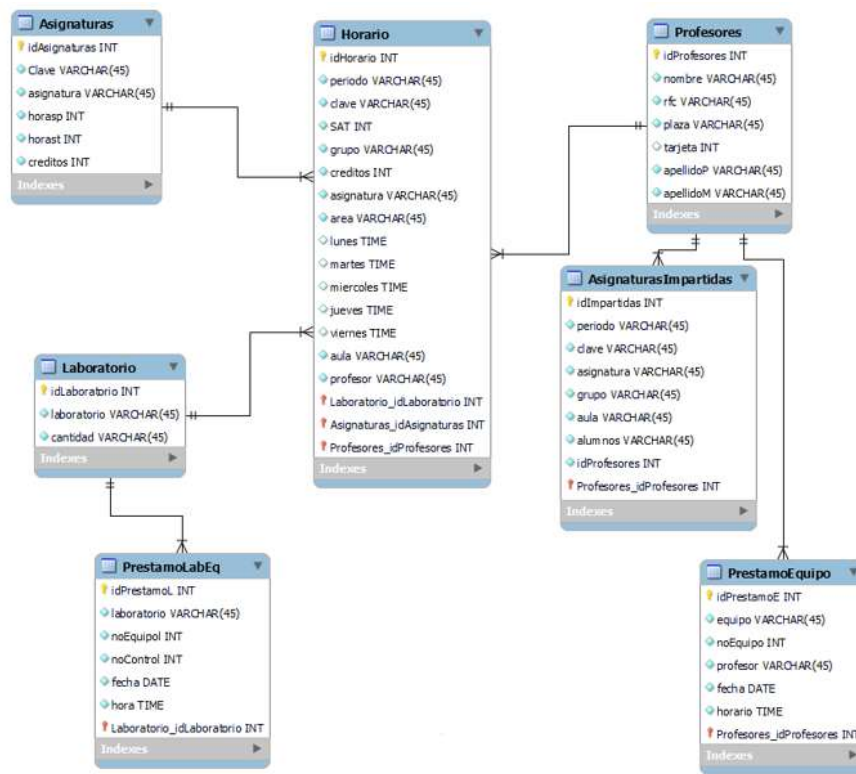 Asignaturas
idAsignaturas INT
Clave VARCHAR(45)
asignatura VARCHAR(45)
horasp INT
horast INT
creditos INT
Indexes
Horario
idHorario INT
periodo VARCHAR(45)
clave VARCHAR(45)
SAT INT
grupo VARCHAR(45)
creditos INT
asignatura VARCHAR(45)
area VARCHAR(45)
lunes TIME
martes TIME
miercoles TIME
jueves TIME
viernes TIME
aula VARCHAR(45)
profesor VARCHAR(45)
Laboratorio_idLaboratorio INT
Asignaturas_idAsignaturas INT
Profesores_idProfesores INT
Indexes
Profesores
idProfesores INT
nombre VARCHAR(45)
rfc VARCHAR(45)
plaza VARCHAR(45)
tarjeta INT
apellidoP VARCHAR(45)
apellidoM VARCHAR(45)
Indexes
AsignaturasImpartidas
idImpartidas INT
periodo VARCHAR(45)
clave VARCHAR(45)
asignatura VARCHAR(45)
grupo VARCHAR(45)
aula VARCHAR(45)
alumnos VARCHAR(45)
idProfesores INT
Profesores_idProfesores INT
Indexes
Laboratorio
idLaboratorio INT
laboratorio VARCHAR(45)
cantidad VARCHAR(45)
Indexes
PrestamoLabEq
idPrestamoL INT
laboratorio VARCHAR(45)
noEquipol INT
noControl INT
fecha DATE
hora TIME
Laboratorio_idLaboratorio INT
Indexes
PrestamoEquipo
idPrestamoE INT
equipo VARCHAR(45)
noEquipo INT
profesor VARCHAR(45)
fecha DATE
horario TIME
Profesores_idProfesores INT
Indexes